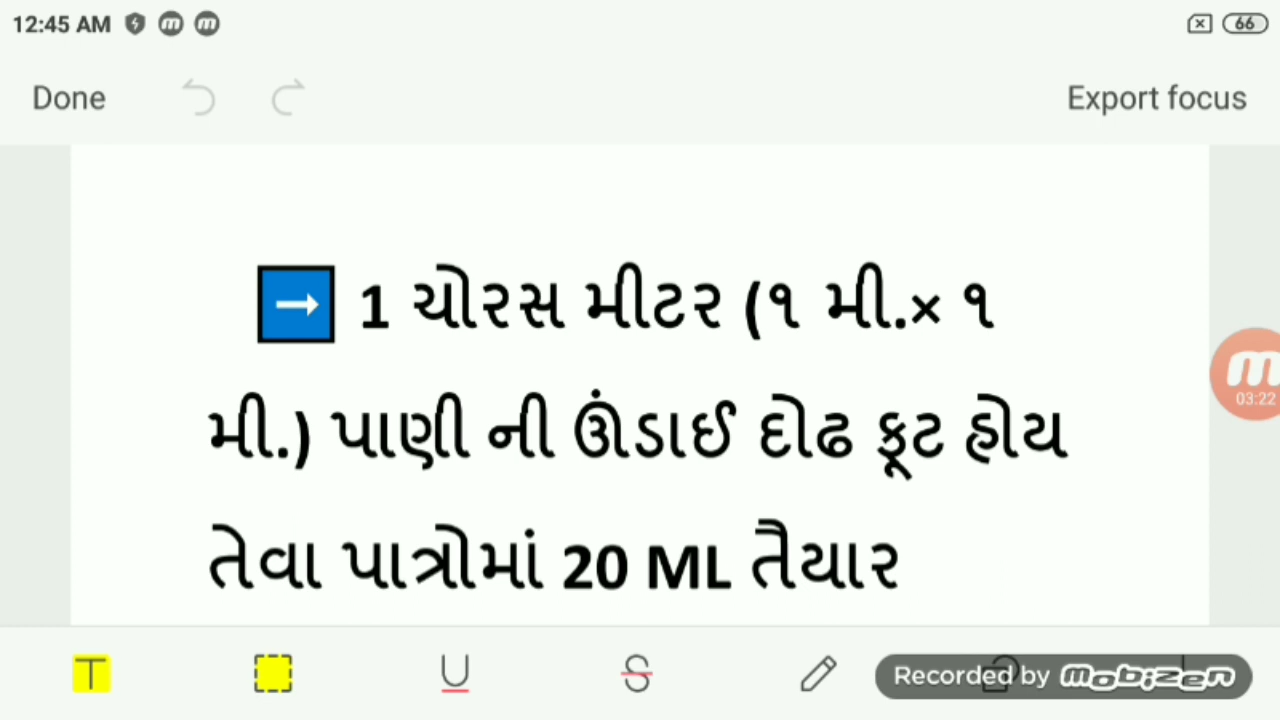 12:45 AM
66
Done
Export focus
➡ 1 ચોરસ મીટર (૧ મી.× ૧
મી.) પાણી ની ઊંડાઈ દોઢ ફૂટ હોય
તેવા પાત્રોમાં 20 ML તૈયાર
03:22
T U S
Recorded by mobizen